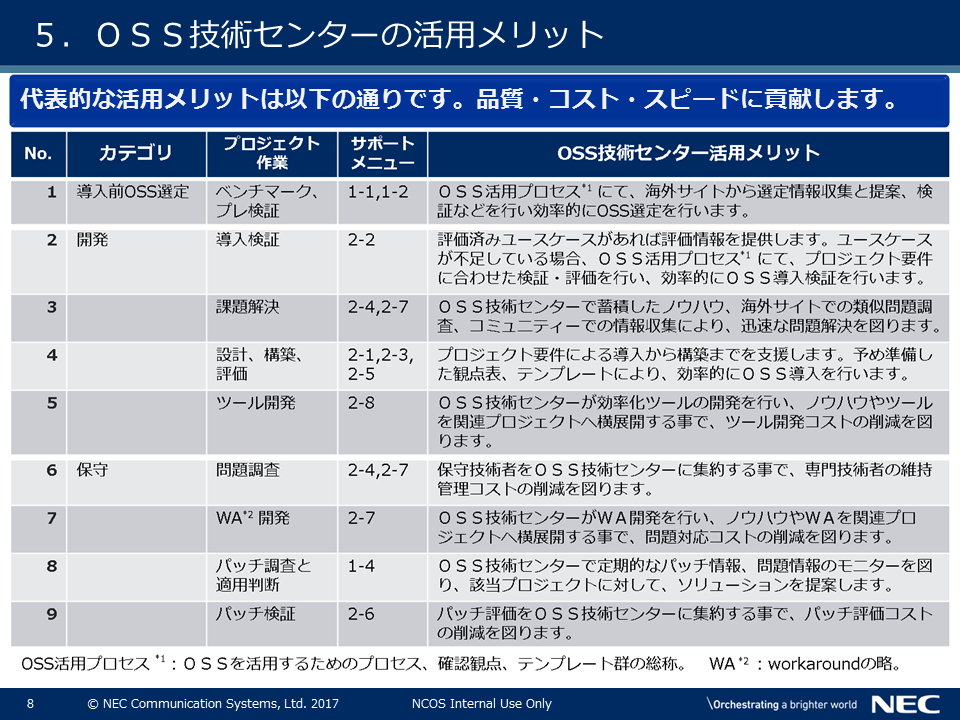 ５．ＯＳＳ技術センターの活用メリット
代表的な活用メリットは以下の通りです。品質・コスト・スピードに貢献します。
No. カテゴリ プロジェクト作業 サポートメニュー OSS技術センター活用メリット
1 導入前OSS選定 ベンチマーク、プレ検証 1-1,1-2 ＯＳＳ活用プロセス*1 にて、海外サイトから選定情報収集と提案、検
証などを行い効率的にOSS選定を行います。
2 開発 導入検証 2-2 評価済みユースケースがあれば評価情報を提供します。ユースケース
が不足している場合、ＯＳＳ活用プロセス*1 にて、プロジェクト要件
に合わせた検証・評価を行い、効率的にＯＳＳ導入検証を行います。
3 課題解決 2-4,2-7 ＯＳＳ技術センターで蓄積したノウハウ、海外サイトでの類似問題調
査、コミュニティーでの情報収集により、迅速な問題解決を図ります。
4 設計、構築、評価 2-1,2-3,2-5 プロジェクト要件による導入から構築までを支援します。予め準備し
た観点表、テンプレートにより、効率的にＯＳＳ導入を行います。
5 ツール開発 2-8 ＯＳＳ技術センターが効率化ツールの開発を行い、ノウハウやツール
を関連プロジェクトへ横展開する事で、ツール開発コストの削減を図
ります。
6 保守 問題調査 2-4,2-7 保守技術者をＯＳＳ技術センターに集約する事で、専門技術者の維持
管理コストの削減を図ります。
7 WA*2 開発 2-7 ＯＳＳ技術センターがＷＡ開発を行い、ノウハウやＷＡを関連プロ
ジェクトへ横展開する事で、問題対応コストの削減を図ります。
8 パッチ調査と適用判断 1-4 ＯＳＳ技術センターで定期的なパッチ情報、問題情報のモニターを図
り、該当プロジェクトに対して、ソリューションを提案します。
9 パッチ検証 2-6 パッチ評価をＯＳＳ技術センターに集約する事で、パッチ評価コスト
の削減を図ります。
OSS活用プロセス *1：ＯＳＳを活用するためのプロセス、確認観点、テンプレート群の総称。 WA*2：workaroundの略。
8 © NEC Communication Systems, Ltd. 2017 NCOS Internal Use Only \Orchestrating a brighter world NEC